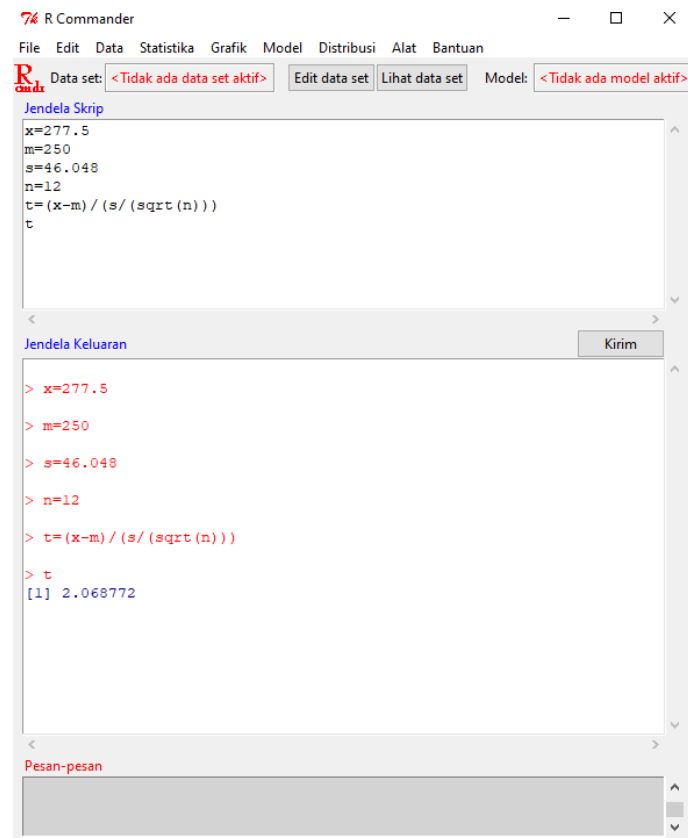 R Commander
File Edit Data Statistika Grafik Model Distribusi Alat Bantuan
R cmdr Data set: <Tidak ada data set aktif> Edit data set Lihat data set Model: <Tidak ada model aktif>
Jendela Skrip
x=277.5
m=250
s=46.048
n=12
t=(x-m)/(s/(sqrt(n)))
t
Jendela Keluaran Kirim
> x=277.5
> m=250
> s=46.048
> n=12
> t=(x-m)/(s/(sqrt(n)))
> t
[1] 2.068772
Pesan-pesan